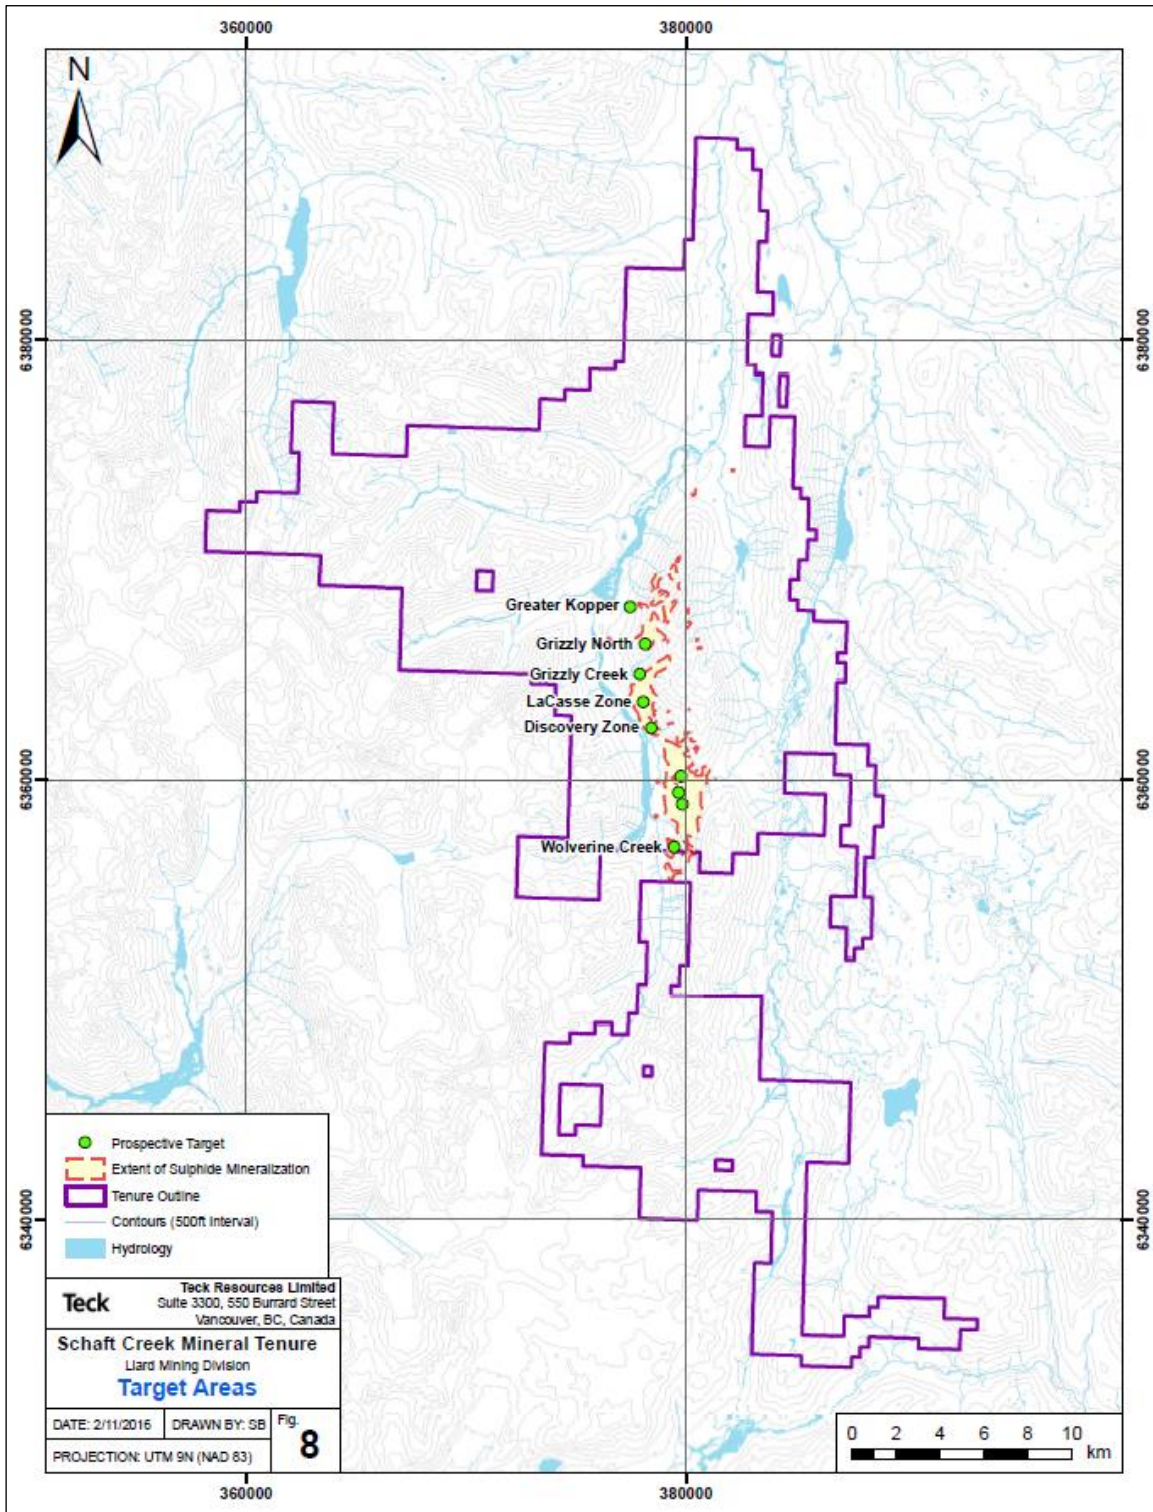 360000
380000
N
6380000
6380000
Greater Kopper
Grizzly North
Grizzly Creek
LaCasse Zone
Discovery Zone
6360000
6360000
Wolverine Creek
Prospective Target
Extent of Sulphide Mineralization
Tenure Outline
Contours (500ft Interval)
Hydrology
6340000
6340000
Teck
Teck Resources Limited
Suite 3300, 550 Burrard Street
Vancouver, BC, Canada
Schaft Creek Mineral Tenure
Liard Mining Division
Target Areas
DATE: 2/11/2016
DRAWN BY: SB
Fig.
8
PROJECTION: UTM 9N (NAD 83)
0 2 4 6 8 10
km
360000
380000